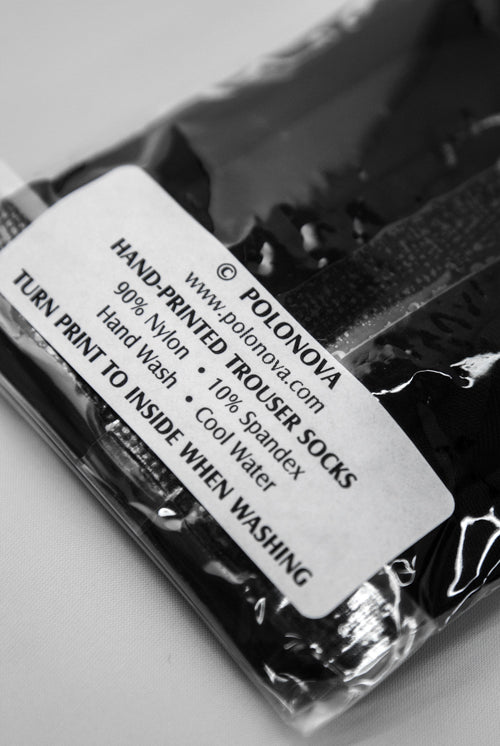 © POLONOVA
www.polonova.com
HAND-PRINTED TROUSER SOCKS
90% Nylon • 10% Spandex
Hand Wash • Cool Water
TURN PRINT TO INSIDE WHEN WASHING